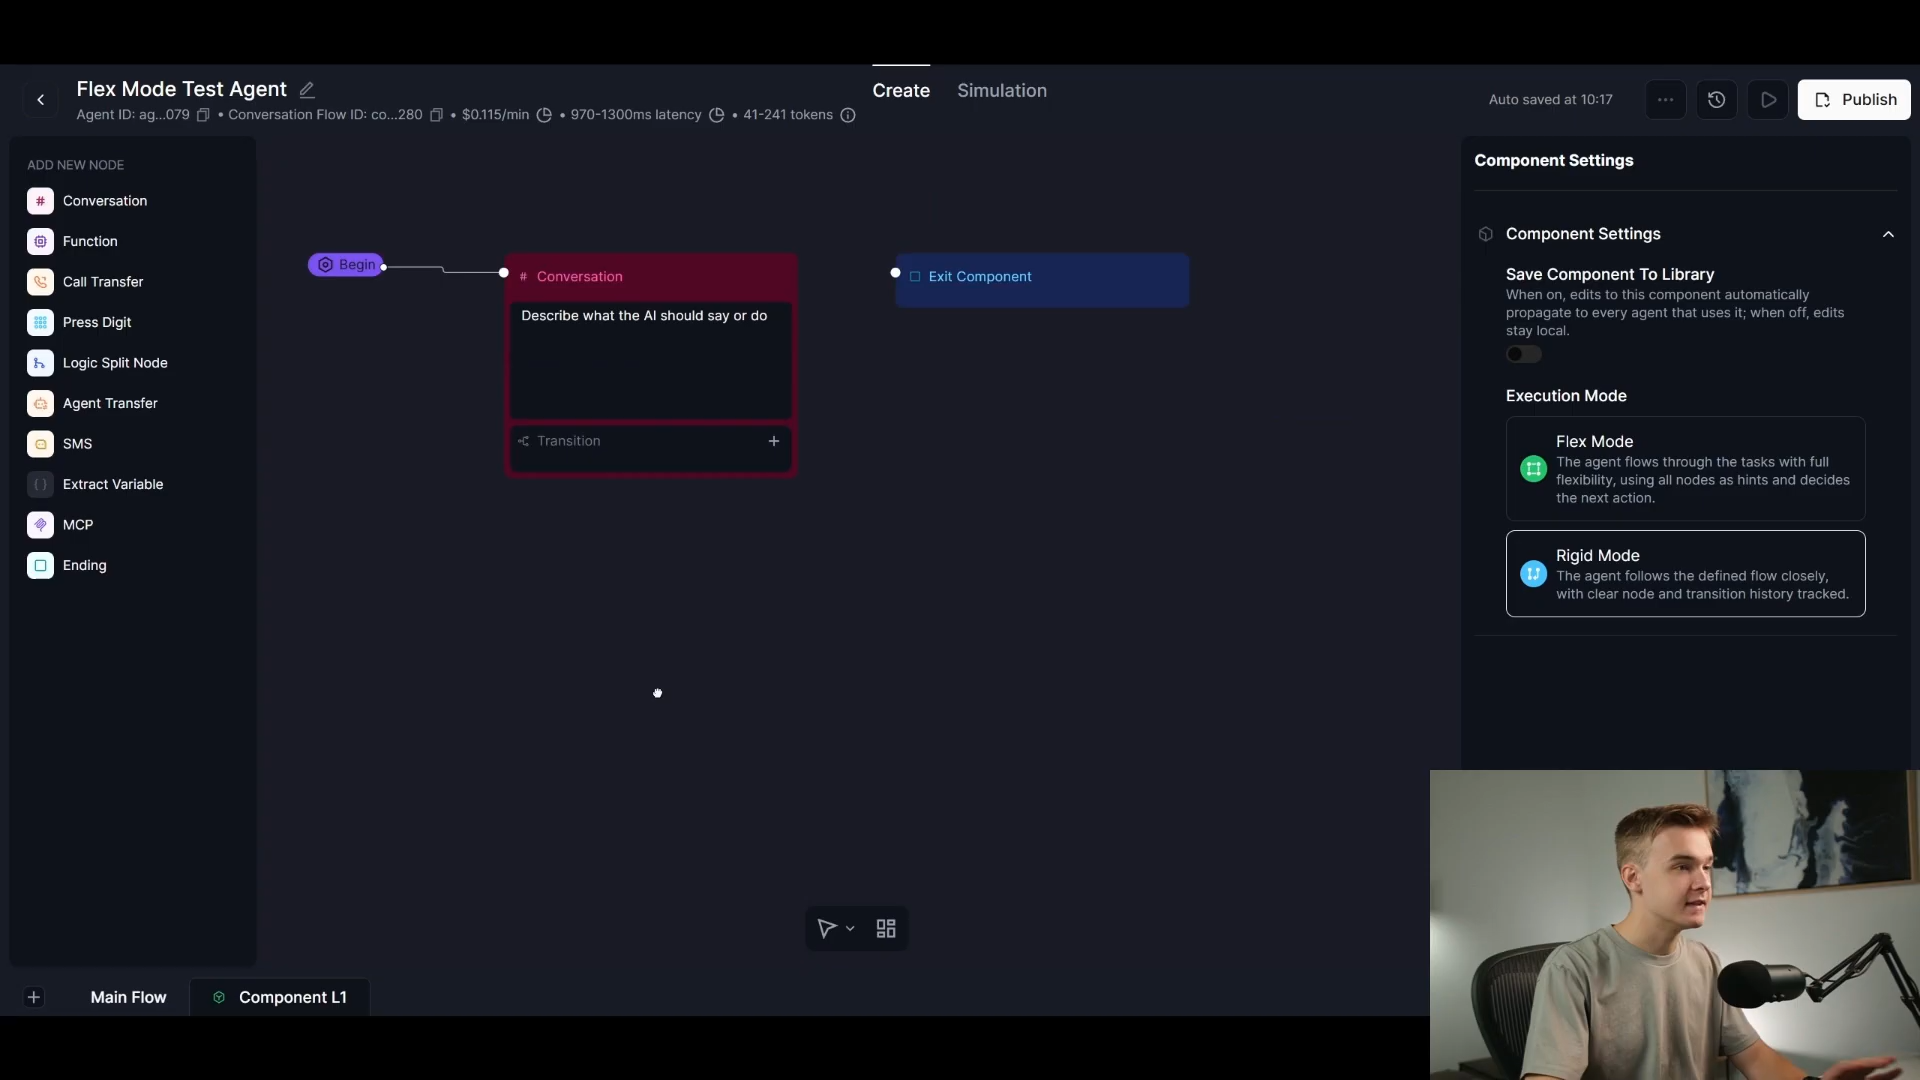 Flex Mode Test Agent
Agent ID: ag...079 • Conversation Flow ID: co...280 • $0.115/min • 970-1300ms latency • 41-241 tokens
Create
Simulation
Auto saved at 10:17
Publish
ADD NEW NODE
Conversation
Function
Call Transfer
Press Digit
Logic Split Node
Agent Transfer
SMS
Extract Variable
MCP
Ending
Begin
# Conversation
Describe what the AI should say or do
Transition
Exit Component
Component Settings
Component Settings
Save Component To Library
When on, edits to this component automatically
propagate to every agent that uses it; when off, edits
stay local.
Execution Mode
Flex Mode
The agent flows through the tasks with full
flexibility, using all nodes as hints and decides
the next action.
Rigid Mode
The agent follows the defined flow closely,
with clear node and transition history tracked.
Main Flow
Component L1